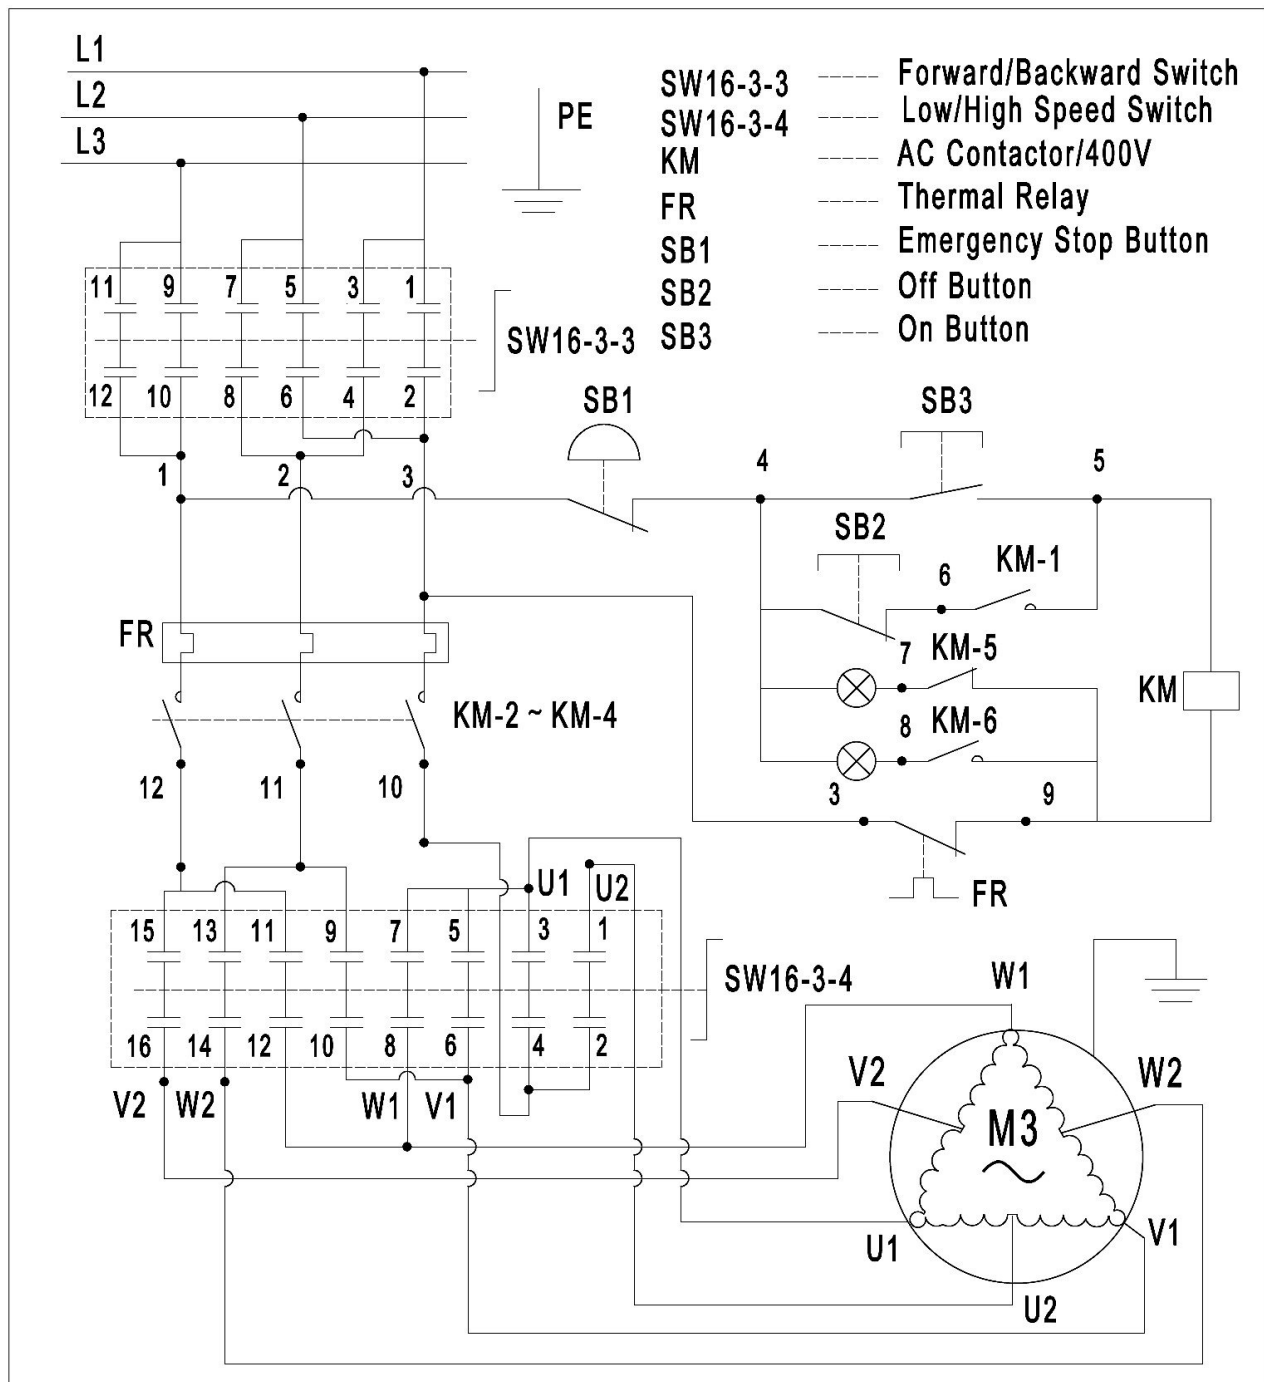 L1
L2
L3
PE
SW16-3-3 Forward/Backward Switch
SW16-3-4 Low/High Speed Switch
KM AC Contactor/400V
FR Thermal Relay
SB1 Emergency Stop Button
SB2 Off Button
SB3 On Button
11 9 7 5 3 1
SW16-3-3
12 10 8 6 4 2
SB1 SB3
1 2 3 4 5
SB2
6 KM-1
FR
7 KM-5
KM
KM-2 ~ KM-4
8 KM-6
12 11 10
3 9
U1 U2
FR
15 13 11 9 7 5 3 1
SW16-3-4
W1
16 14 12 10 8 6 4 2
V2 W2
V2 W2 W1 V1
M3
~
U1 V1
U2